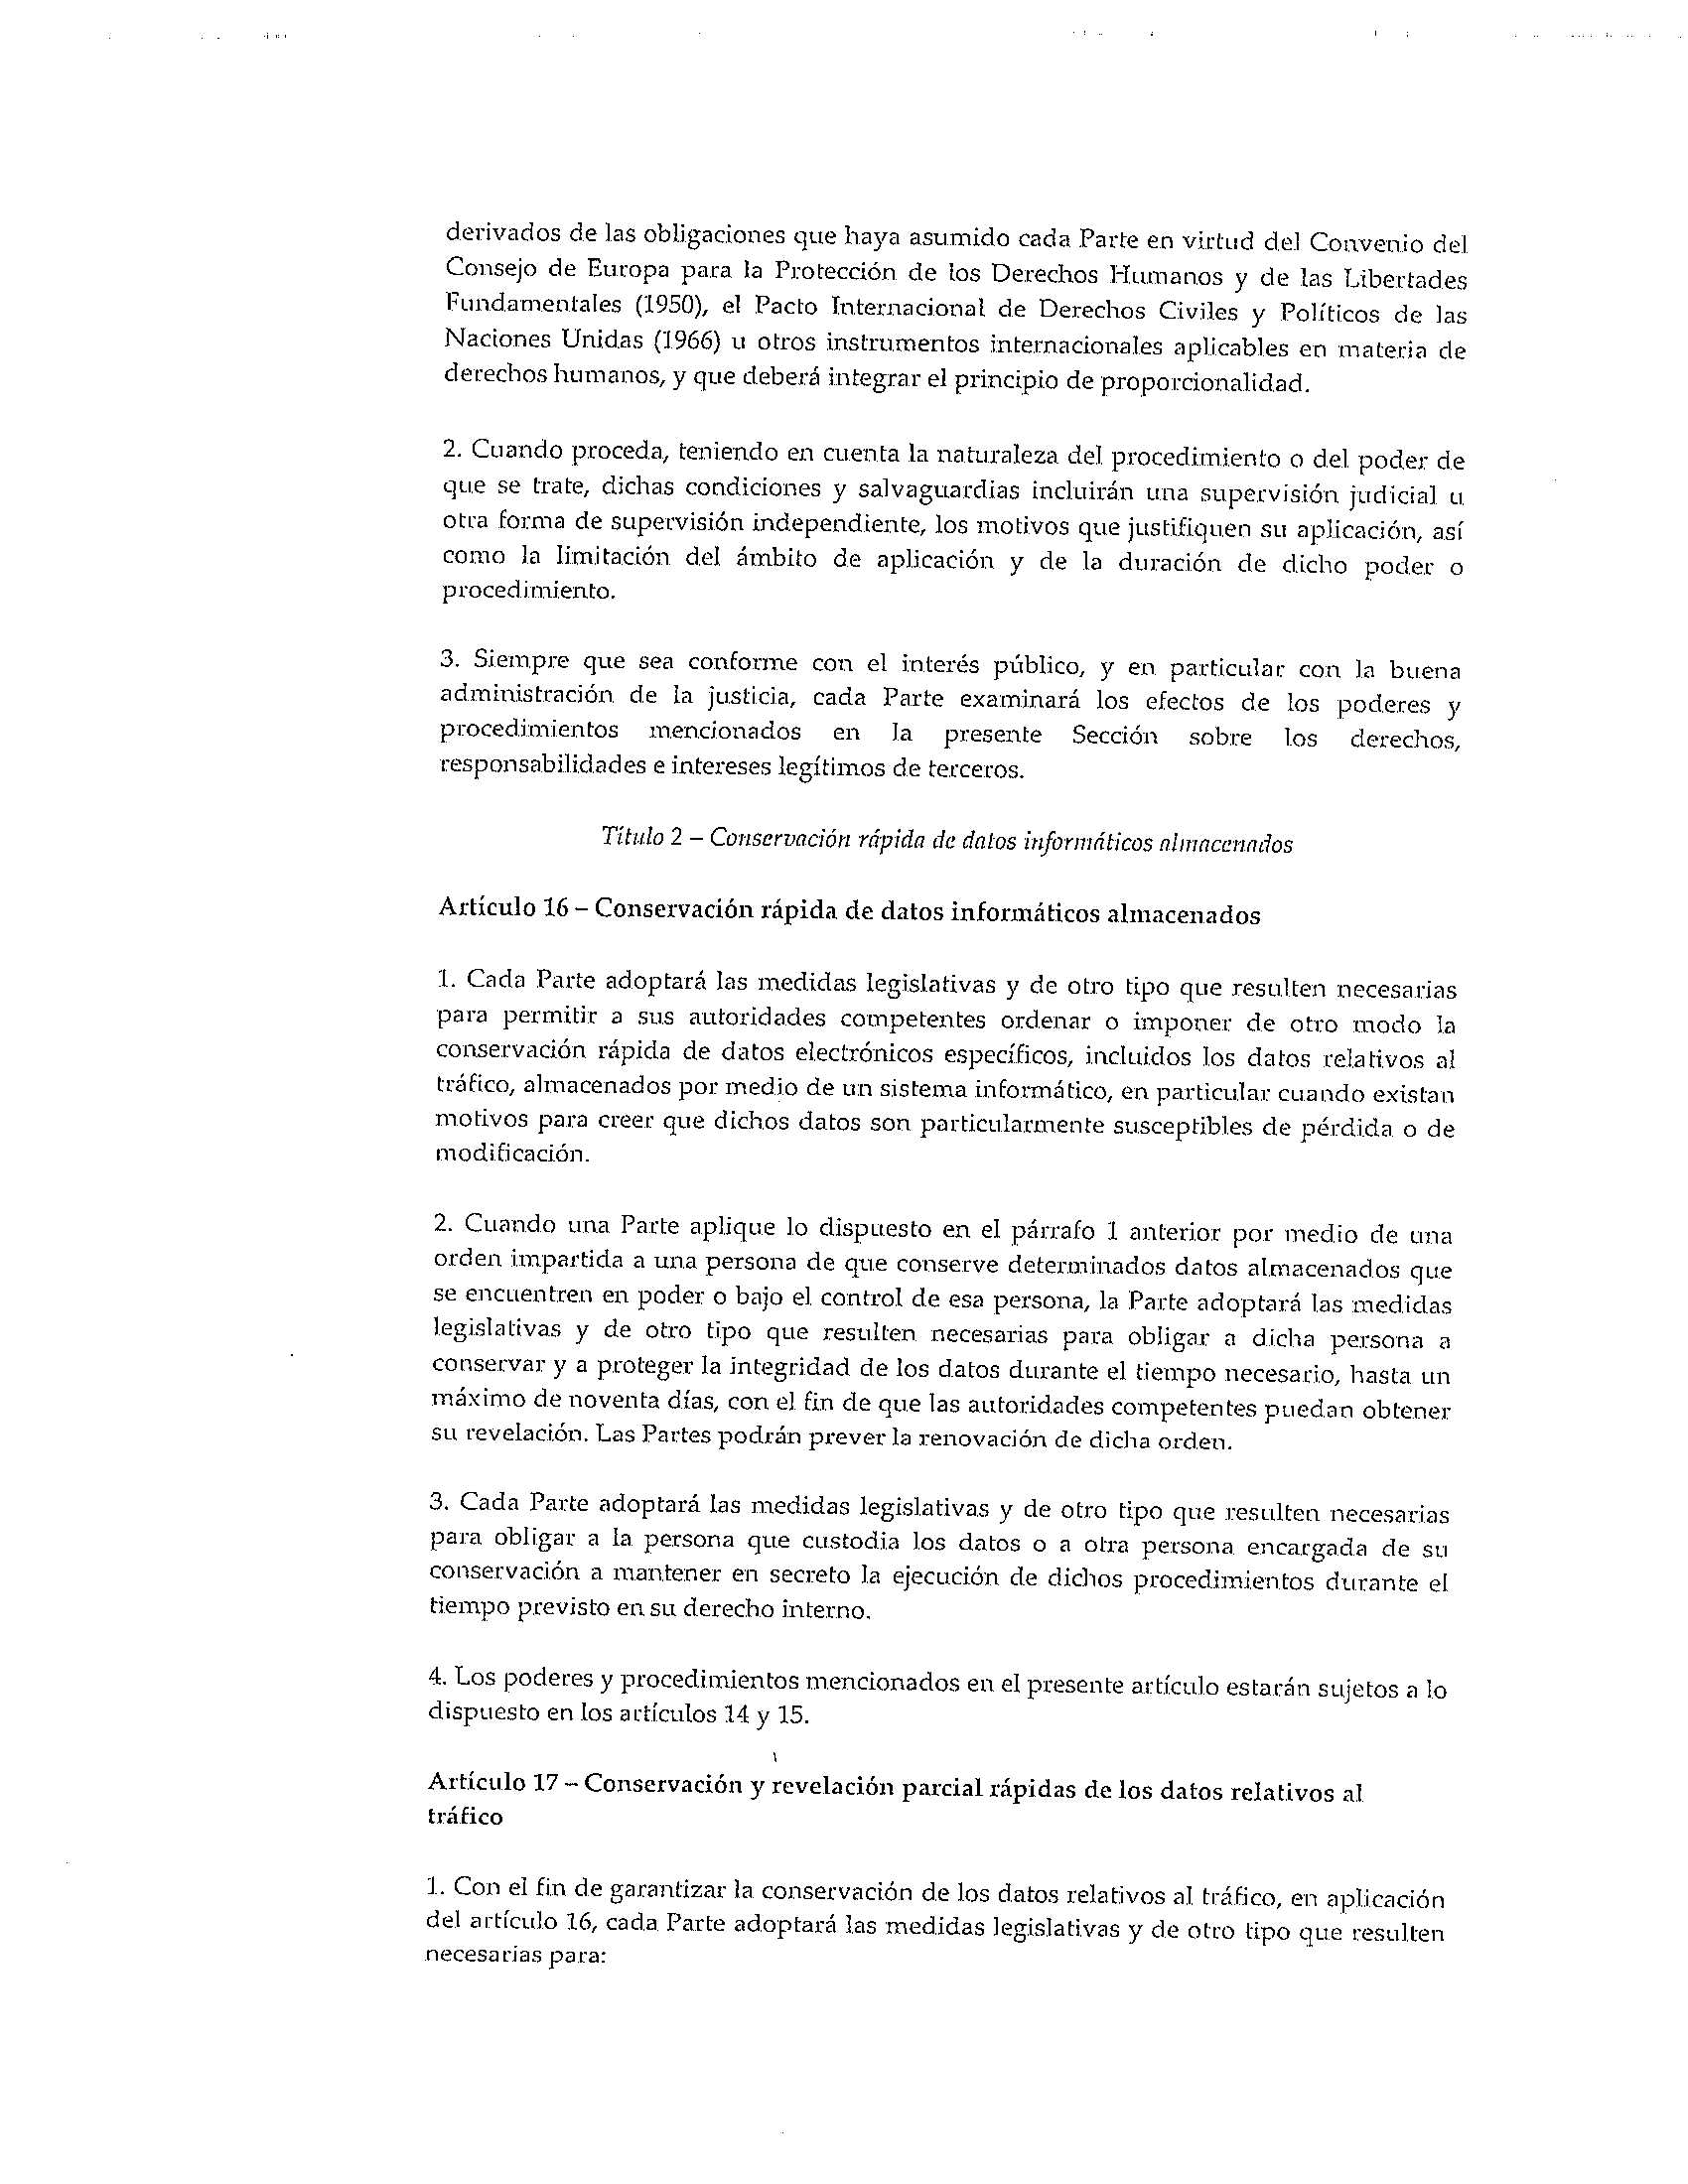 derivados de las obligaciones que haya asumido cada Parte en virtud del Convenio del
Consejo de Europa para la Protección de los Derechos Humanos y de las Libertades
Fundamentales (1950), el Pacto Internacional de Derechos Civiles y Políticos de las
Naciones Unidas (1966) u otros instrumentos internacionales aplicables en materia de
derechos humanos, y que deberá integrar el principio de proporcionalidad.
2. Cuando proceda, teniendo en cuenta la naturaleza del procedimiento o del poder de
que se trate, dichas condiciones y salvaguardias incluirán una supervisión judicial u
otra forma de supervisión independiente, los motivos que justifiquen su aplicación, así
como la limitación del ámbito de aplicación y de la duración de dicho poder o
procedimiento.
3. Siempre que sea conforme con el interés público, y en particular con la buena
administración de la justicia, cada Parte examinará los efectos de los poderes y
procedimientos mencionados en la presente Sección sobre los derechos,
responsabilidades e intereses legítimos de terceros.
Título 2 – Conservación rápida de datos informáticos almacenados
Artículo 16 – Conservación rápida de datos informáticos almacenados
1. Cada Parte adoptará las medidas legislativas y de otro tipo que resulten necesarias
para permitir a sus autoridades competentes ordenar o imponer de otro modo la
conservación rápida de datos electrónicos específicos, incluidos los datos relativos al
tráfico, almacenados por medio de un sistema informático, en particular cuando existan
motivos para creer que dichos datos son particularmente susceptibles de pérdida o de
modificación.
2. Cuando una Parte aplique lo dispuesto en el párrafo 1 anterior por medio de una
orden impartida a una persona de que conserve determinados datos almacenados que
se encuentren en poder o bajo el control de esa persona, la Parte adoptará las medidas
legislativas y de otro tipo que resulten necesarias para obligar a dicha persona a
conservar y a proteger la integridad de los datos durante el tiempo necesario, hasta un
máximo de noventa días, con el fin de que las autoridades competentes puedan obtener
su revelación. Las Partes podrán prever la renovación de dicha orden.
3. Cada Parte adoptará las medidas legislativas y de otro tipo que resulten necesarias
para obligar a la persona que custodia los datos o a otra persona encargada de su
conservación a mantener en secreto la ejecución de dichos procedimientos durante el
tiempo previsto en su derecho interno.
4. Los poderes y procedimientos mencionados en el presente artículo estarán sujetos a lo
dispuesto en los artículos 14 y 15.
Artículo 17 – Conservación y revelación parcial rápidas de los datos relativos al
tráfico
1. Con el fin de garantizar la conservación de los datos relativos al tráfico, en aplicación
del artículo 16, cada Parte adoptará las medidas legislativas y de otro tipo que resulten
necesarias para: